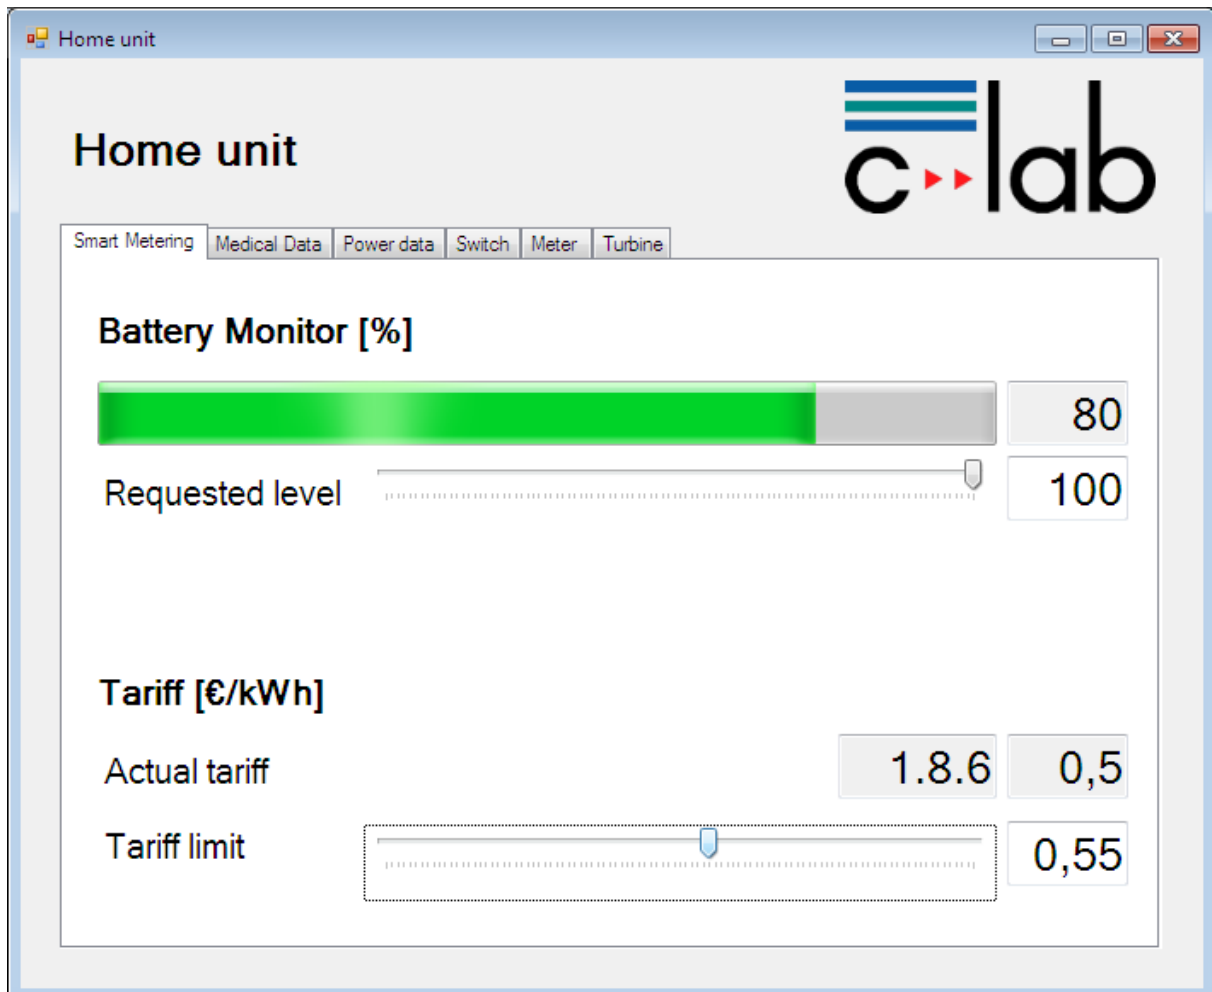 Home unit
Home unit
c lab
Smart Metering Medical Data Power data Switch Meter Turbine
Battery Monitor [%]
80
Requested level 100
Tariff [€/kWh]
Actual tariff 1.8.6 0,5
Tariff limit 0,55